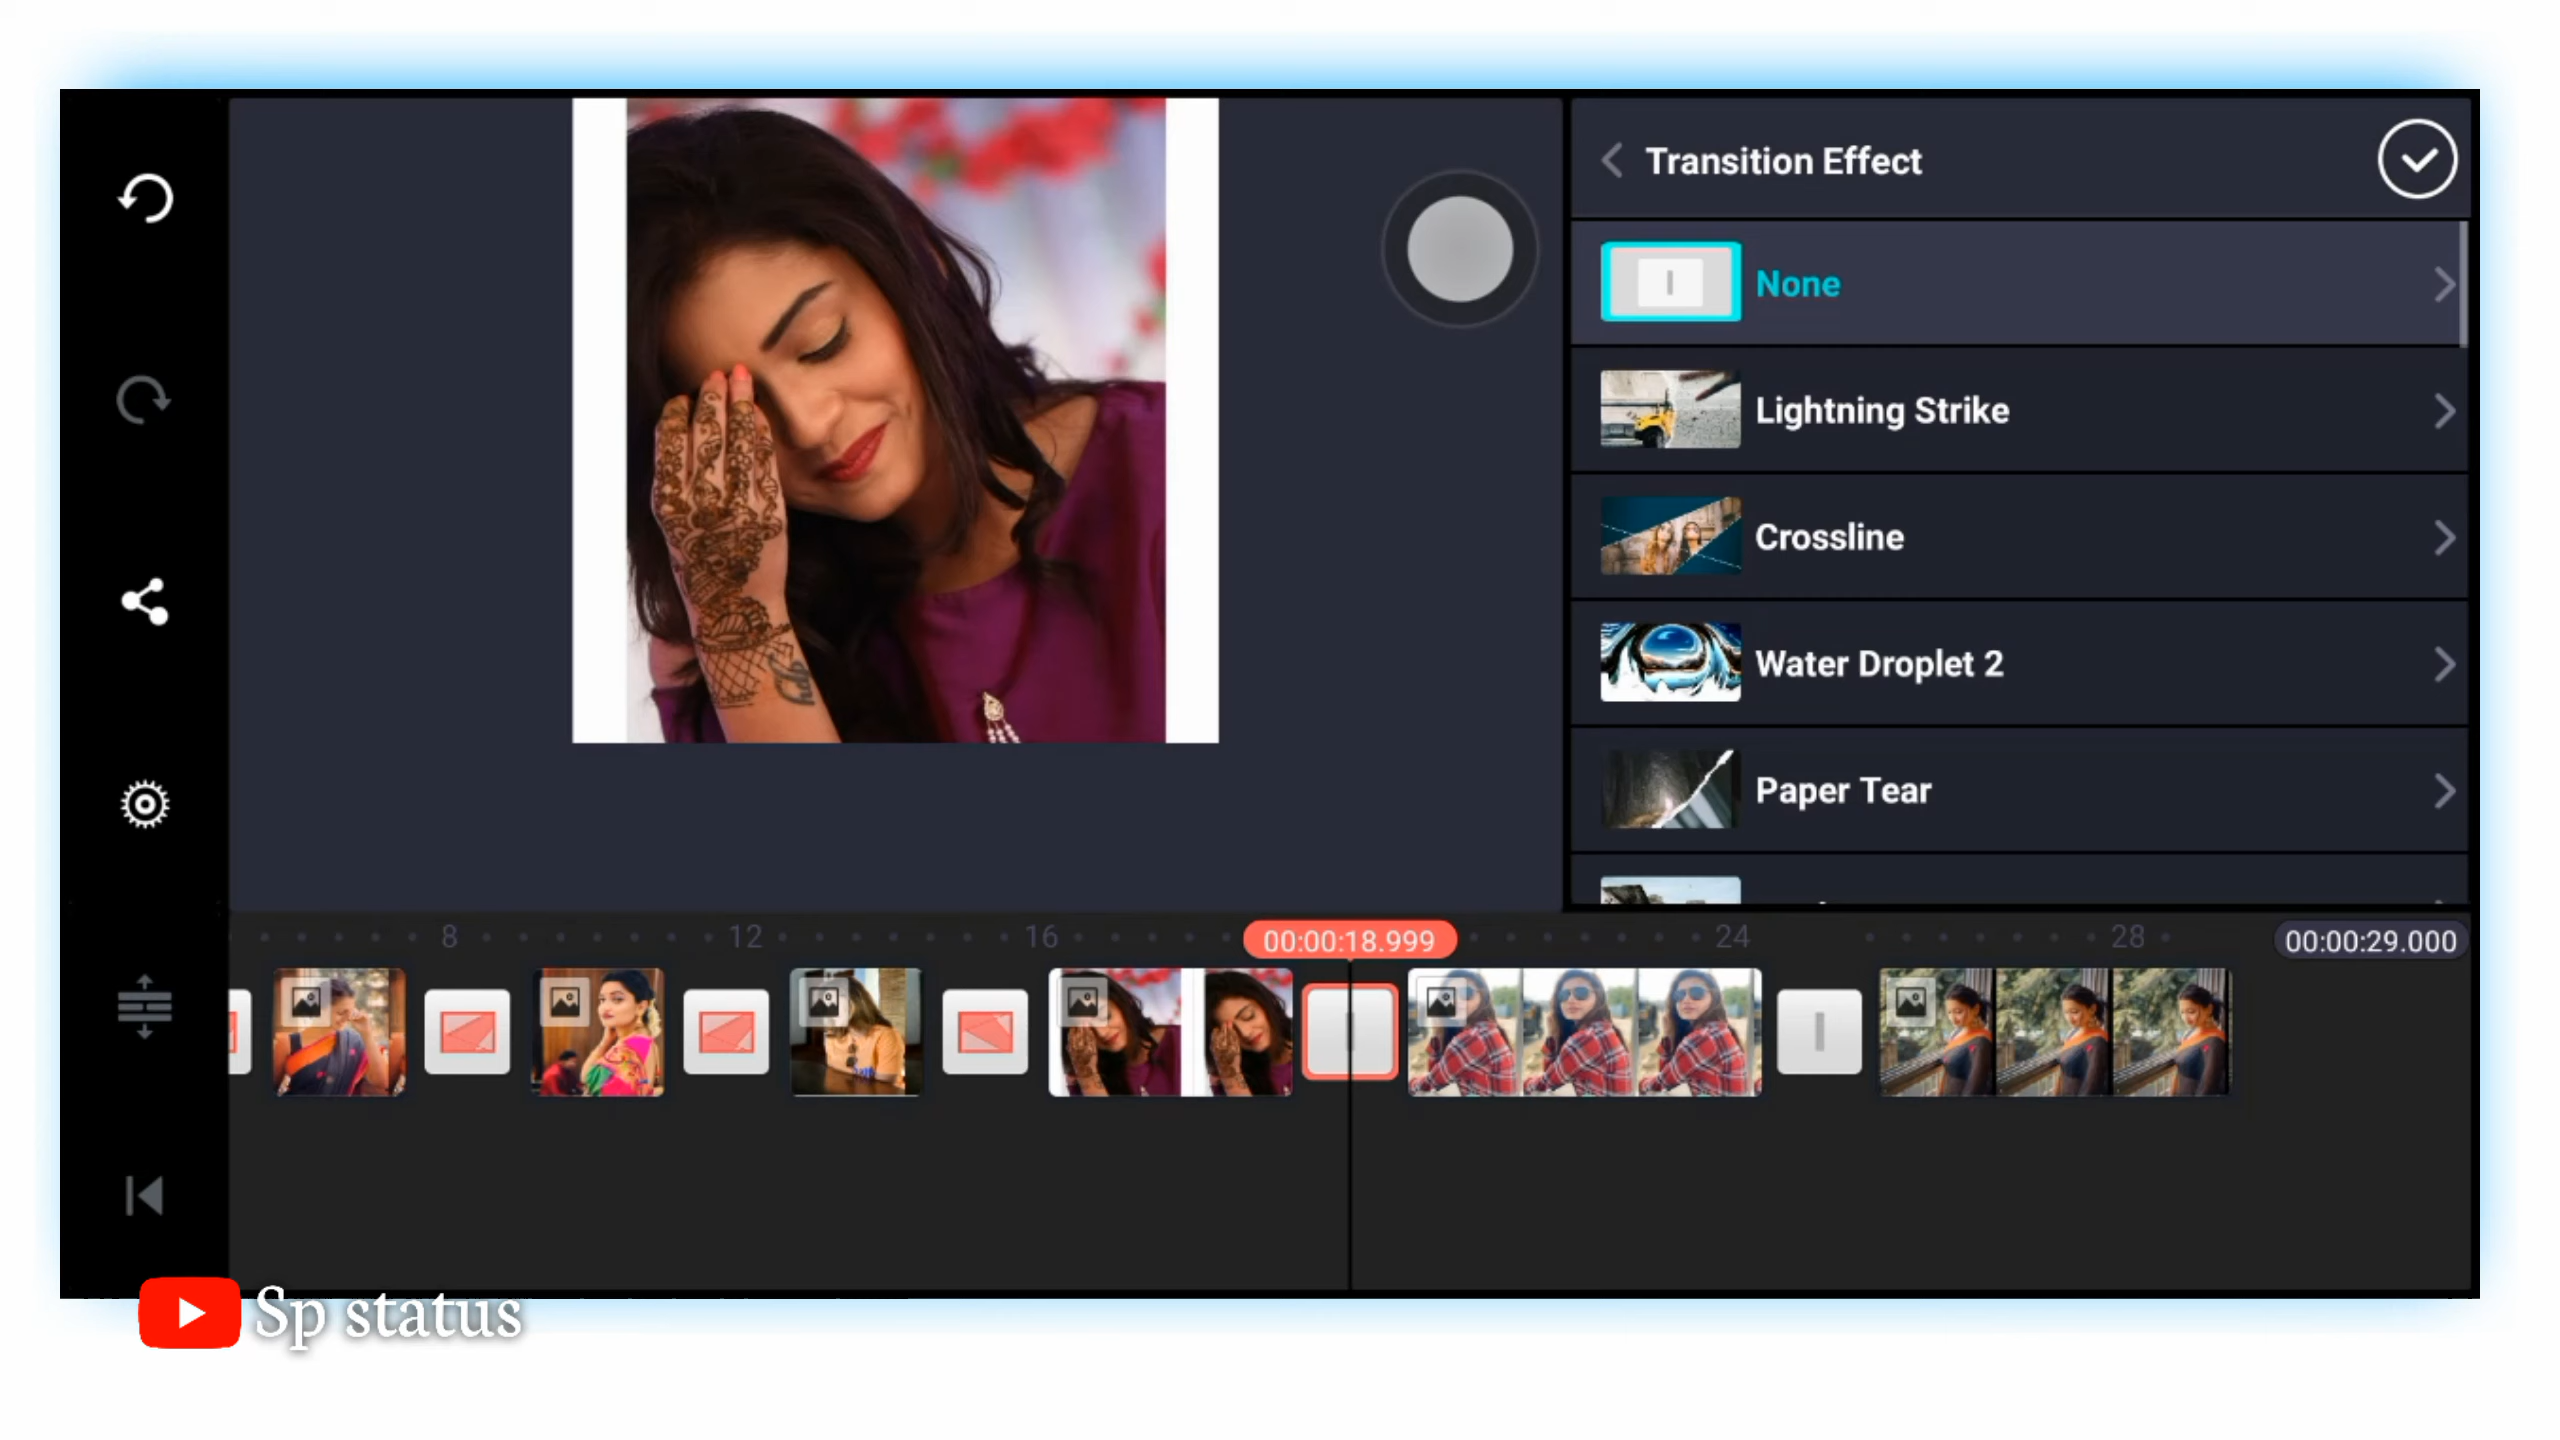 Transition Effect
None
Lightning Strike
Crossline
Water Droplet 2
Paper Tear
8
12
16
00:00:18.999
24
28
00:00:29.000
Sp status